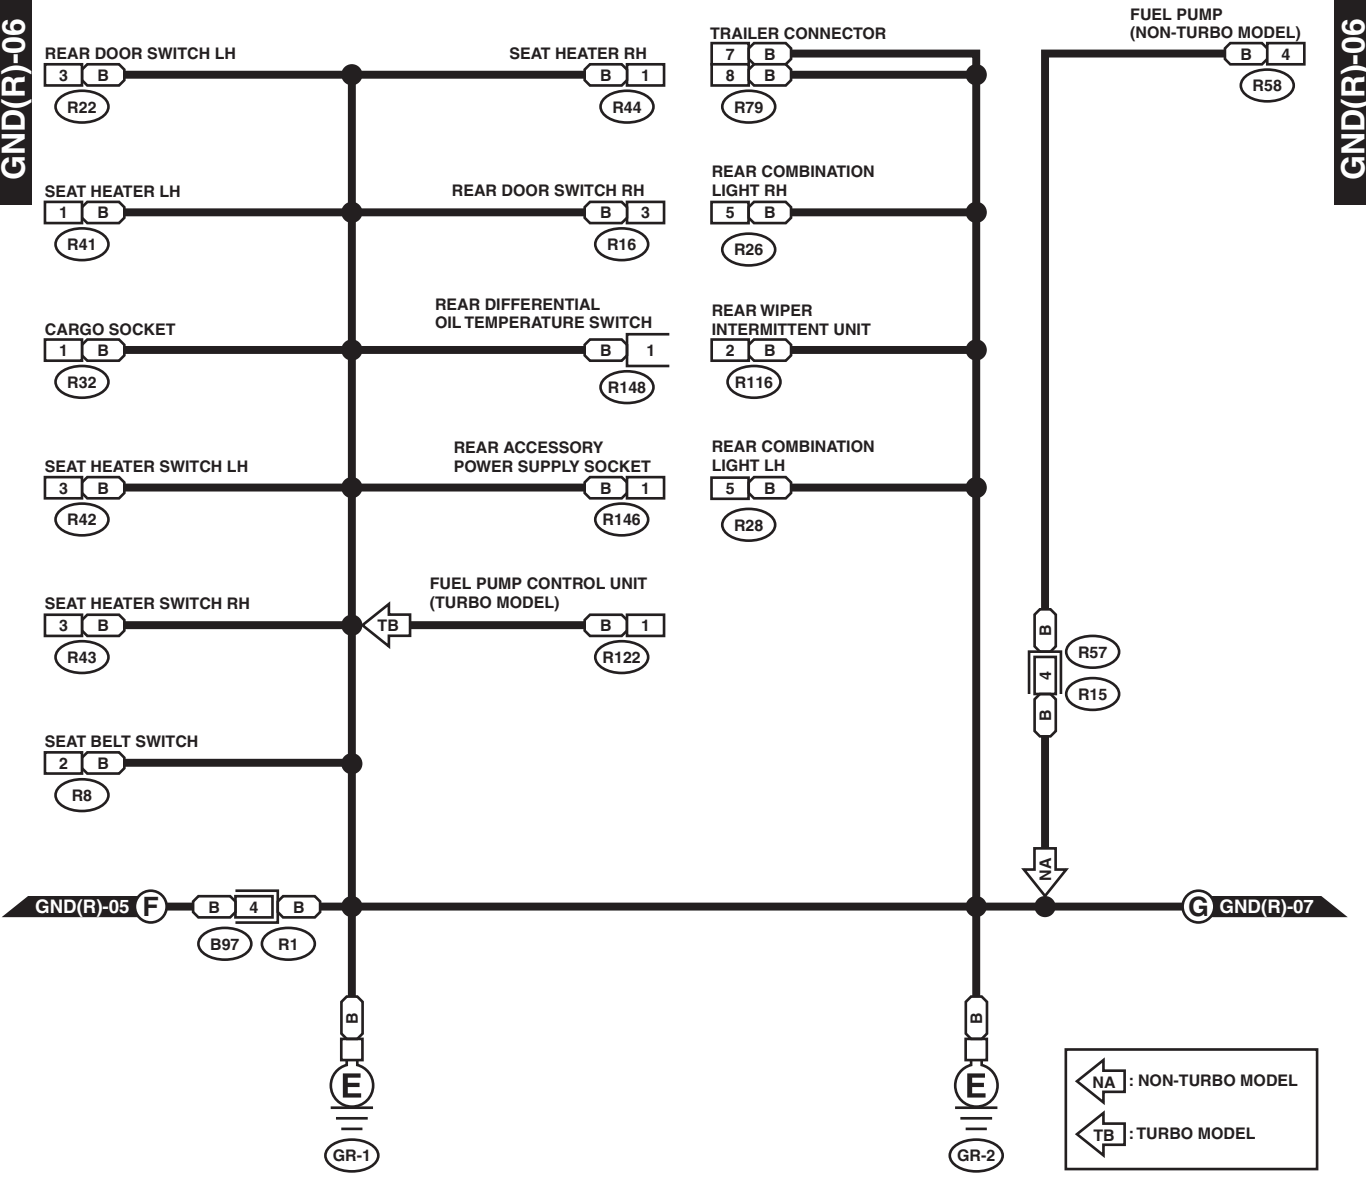 GND(R)-06
GND(R)-06
REAR DOOR SWITCH LH
3 B
R22
SEAT HEATER RH
B 1
R44
TRAILER CONNECTOR
7 B
8 B
R79
FUEL PUMP
(NON-TURBO MODEL)
B 4
R58
SEAT HEATER LH
1 B
R41
REAR DOOR SWITCH RH
B 3
R16
REAR COMBINATION
LIGHT RH
5 B
R26
CARGO SOCKET
1 B
R32
REAR DIFFERENTIAL
OIL TEMPERATURE SWITCH
B 1
R148
REAR WIPER
INTERMITTENT UNIT
2 B
R116
SEAT HEATER SWITCH LH
3 B
R42
REAR ACCESSORY
POWER SUPPLY SOCKET
B 1
R146
REAR COMBINATION
LIGHT LH
5 B
R28
SEAT HEATER SWITCH RH
3 B
R43
TB
FUEL PUMP CONTROL UNIT
(TURBO MODEL)
B 1
R122
B
R57
4
R15
B
SEAT BELT SWITCH
2 B
R8
NA
GND(R)-05 F
B 4 B
B97 R1
G GND(R)-07
B
E
GR-1
B
E
GR-2
NA : NON-TURBO MODEL
TB : TURBO MODEL